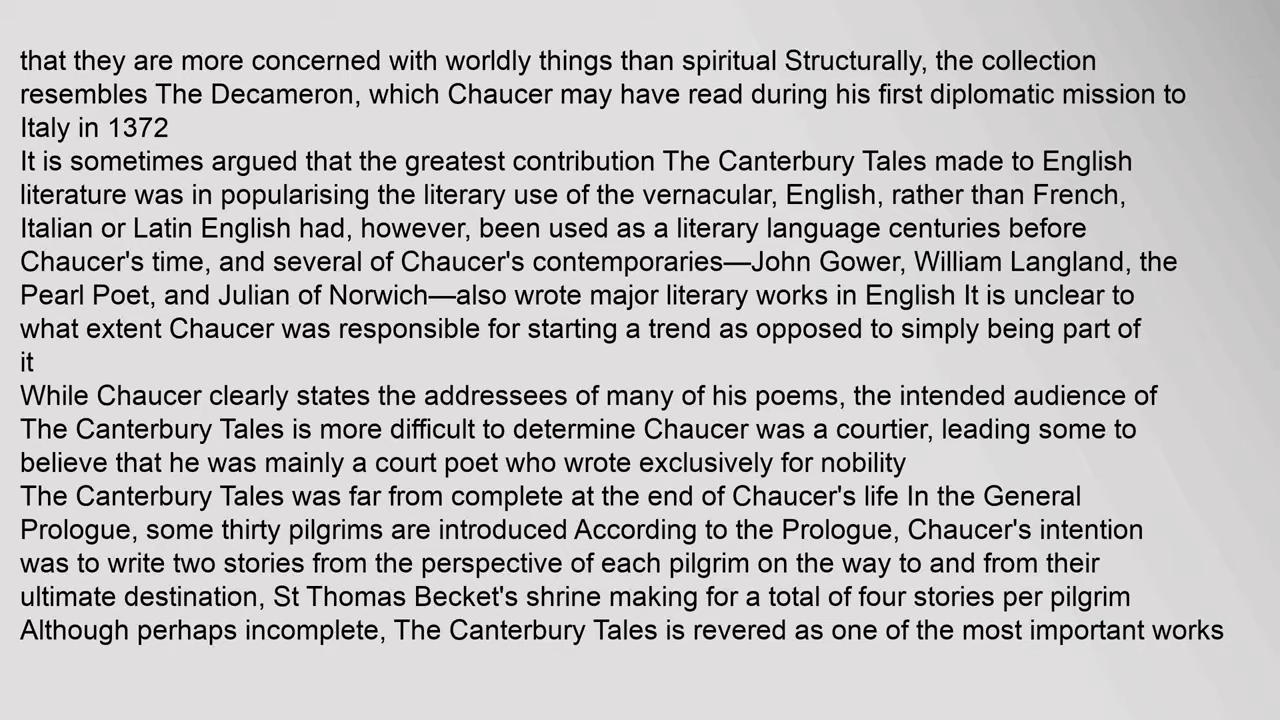 that they are more concerned with worldly things than spiritual Structurally, the collection
resembles The Decameron, which Chaucer may have read during his first diplomatic mission to
Italy in 1372
It is sometimes argued that the greatest contribution The Canterbury Tales made to English
literature was in popularising the literary use of the vernacular, English, rather than French,
Italian or Latin English had, however, been used as a literary language centuries before
Chaucer's time, and several of Chaucer's contemporaries—John Gower, William Langland, the
Pearl Poet, and Julian of Norwich—also wrote major literary works in English It is unclear to
what extent Chaucer was responsible for starting a trend as opposed to simply being part of
it
While Chaucer clearly states the addressees of many of his poems, the intended audience of
The Canterbury Tales is more difficult to determine Chaucer was a courtier, leading some to
believe that he was mainly a court poet who wrote exclusively for nobility
The Canterbury Tales was far from complete at the end of Chaucer's life In the General
Prologue, some thirty pilgrims are introduced According to the Prologue, Chaucer's intention
was to write two stories from the perspective of each pilgrim on the way to and from their
ultimate destination, St Thomas Becket's shrine making for a total of four stories per pilgrim
Although perhaps incomplete, The Canterbury Tales is revered as one of the most important works